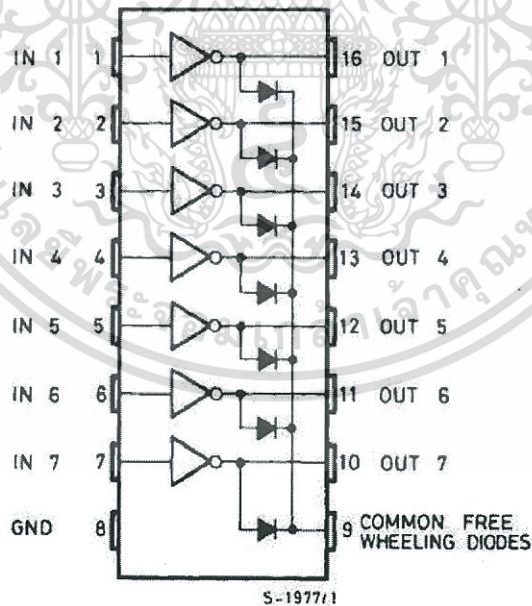 IN 1 1 16 OUT 1
IN 2 2 15 OUT 2
IN 3 3 14 OUT 3
IN 4 4 13 OUT 4
IN 5 5 12 OUT 5
IN 6 6 11 OUT 6
IN 7 7 10 OUT 7
GND 8 9 COMMON FREE
WHEELING DIODES
S-1977/1